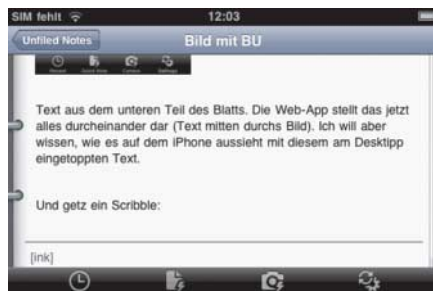 SIM fehlt 12:03
Unfiled Notes Bild mit BU
Text aus dem unteren Teil des Blatts. Die Web-App stellt das jetzt
alles durcheinander dar (Text mitten durchs Bild). Ich will aber
wissen, wie es auf dem iPhone aussieht mit diesem am Desktipp
eingetoppten Text.
Und getz ein Scribble:
[ink]